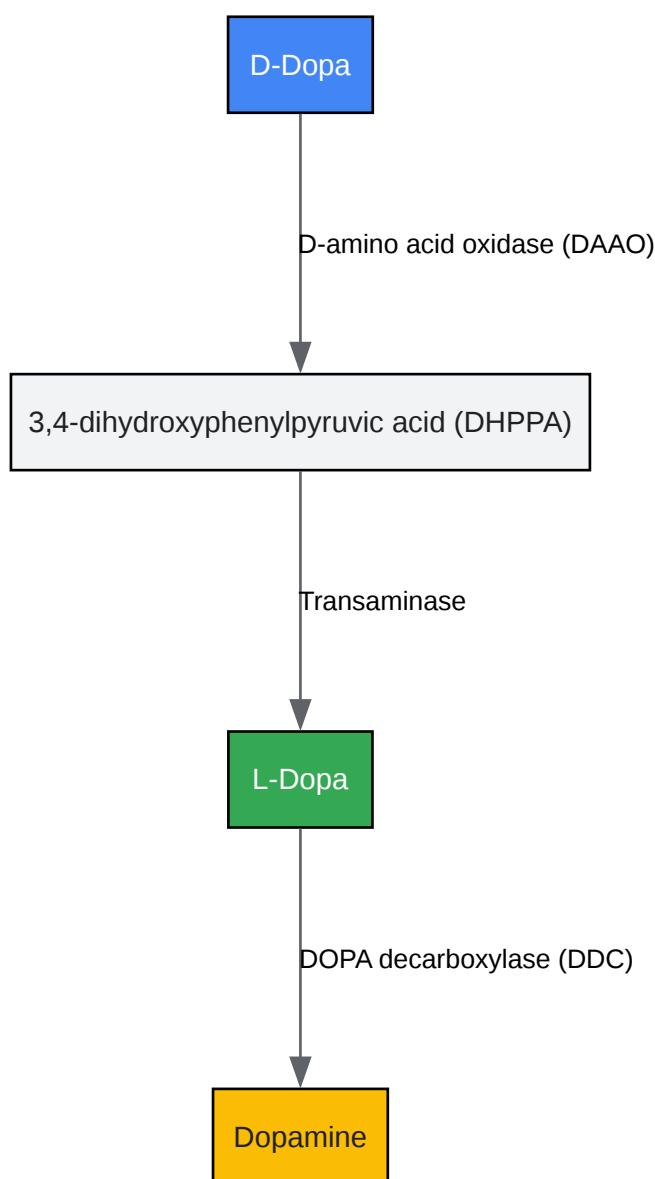 D-Dopa
D-amino acid oxidase (DAAO)
3,4-dihydroxyphenylpyruvic acid (DHPPA)
Transaminase
L-Dopa
DOPA decarboxylase (DDC)
Dopamine